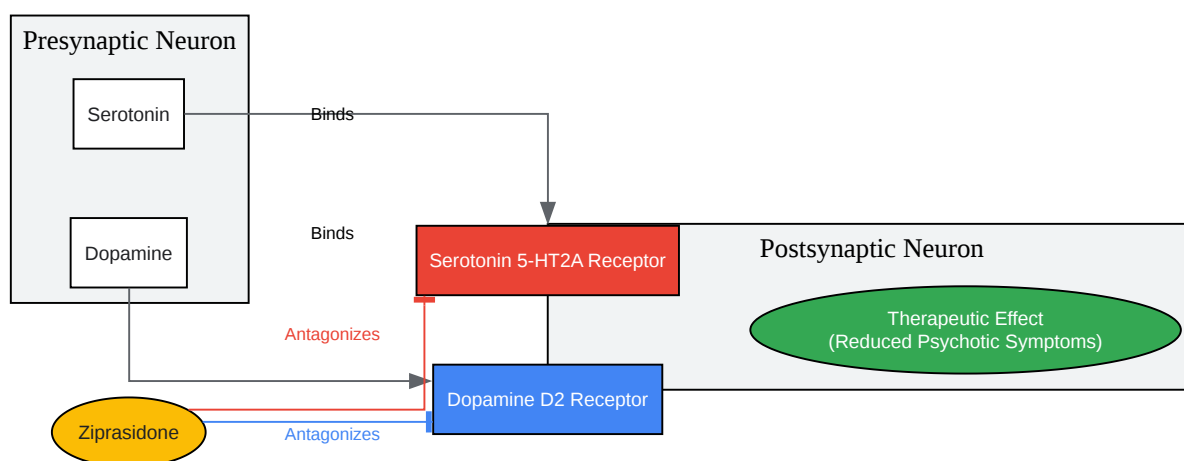 Presynaptic Neuron
Serotonin
Binds
Dopamine
Binds
Serotonin 5-HT2A Receptor
Postsynaptic Neuron
Therapeutic Effect
(Reduced Psychotic Symptoms)
Antagonizes
Dopamine D2 Receptor
Ziprasidone
Antagonizes